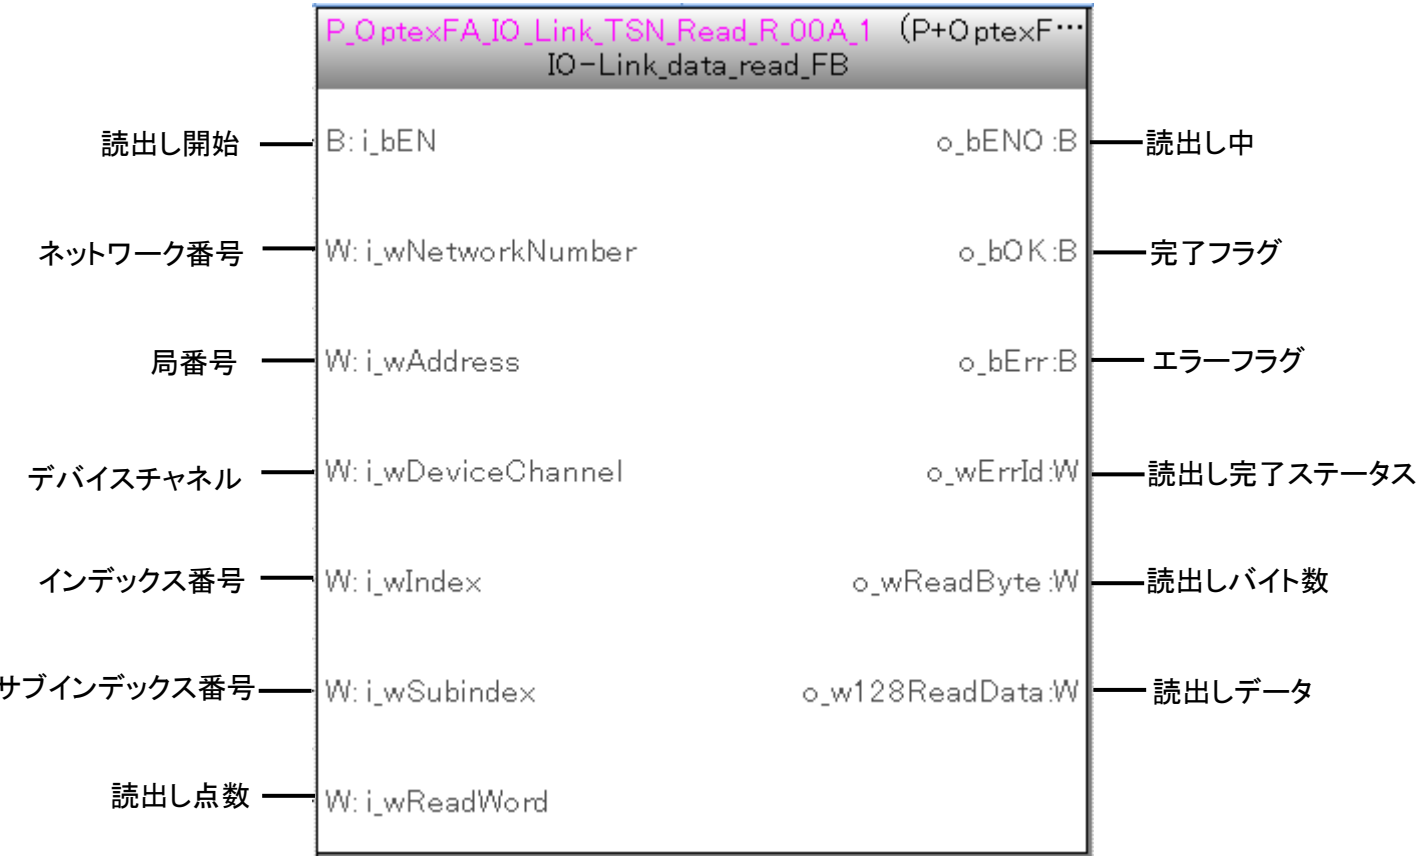 P_OptexFA_IO_Link_TSN_Read_R_00A_1 (P+OptexF…
IO-Link_data_read_FB
読出し開始 B: i_bEN o_bENO :B 読出し中
ネットワーク番号 W: i_wNetworkNumber o_bOK:B 完了フラグ
局番号 W: i_wAddress o_bErr:B エラーフラグ
デバイスチャネル W: i_wDeviceChannel o_wErrId:W 読出し完了ステータス
インデックス番号 W: i_wIndex o_wReadByte:W 読出しバイト数
サブインデックス番号 W: i_wSubindex o_w128ReadData:W 読出しデータ
読出し点数 W: i_wReadWord